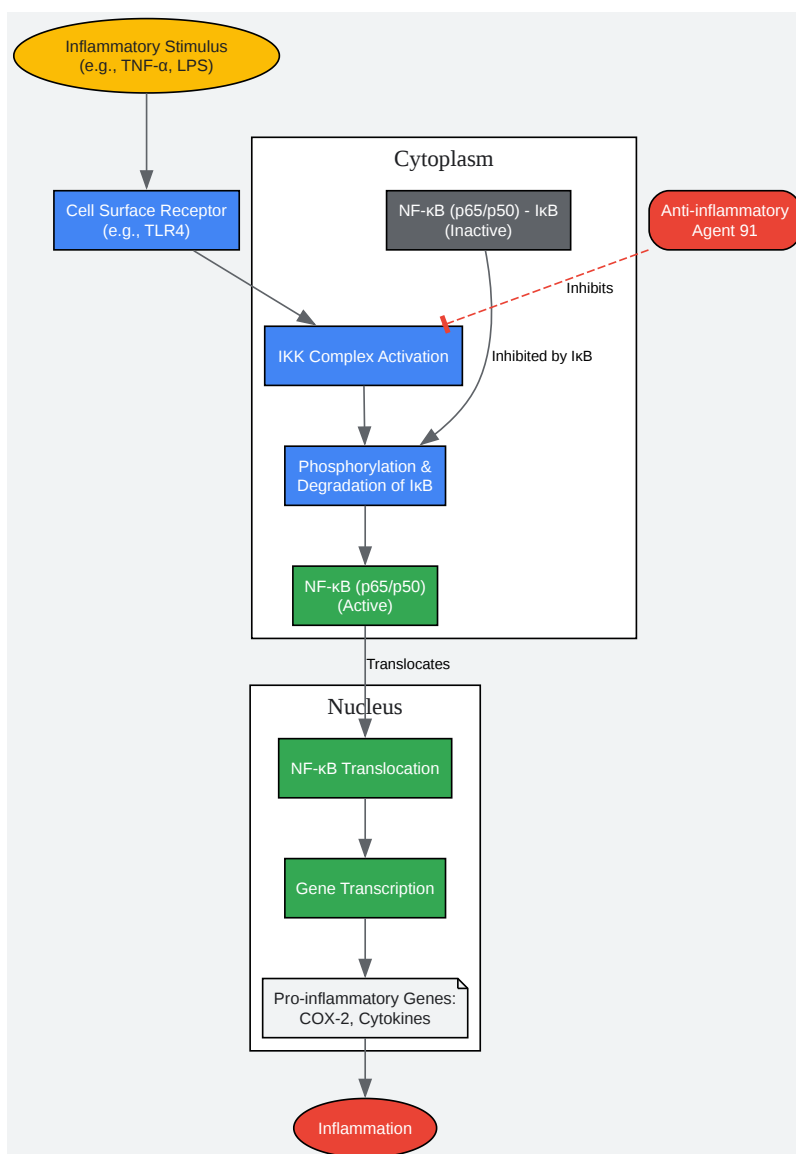 Inflammatory Stimulus
(e.g., TNF-α, LPS)
Cytoplasm
Cell Surface Receptor
(e.g., TLR4)
NF-κB (p65/p50) - IκB
(Inactive)
Anti-inflammatory
Agent 91
Inhibits
IKK Complex Activation
Inhibited by IκB
Phosphorylation &
Degradation of IκB
NF-κB (p65/p50)
(Active)
Translocates
Nucleus
NF-κB Translocation
Gene Transcription
Pro-inflammatory Genes:
COX-2, Cytokines
Inflammation